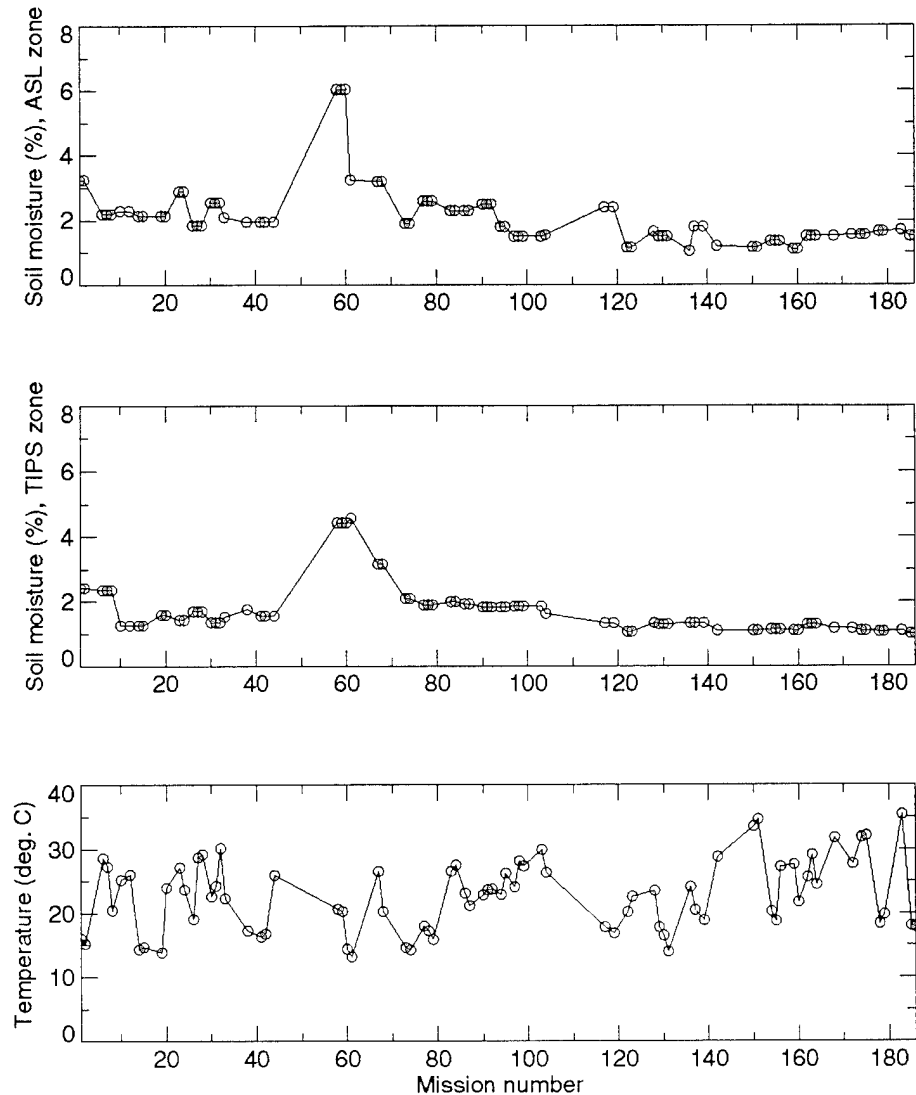 Soil moisture (%), ASL zone
8
6
4
2
0
20 40 60 80 100 120 140 160 180
Soil moisture (%), TIPS zone
8
6
4
2
0
20 40 60 80 100 120 140 160 180
Temperature (deg. C)
40
30
20
10
0
20 40 60 80 100 120 140 160 180
Mission number